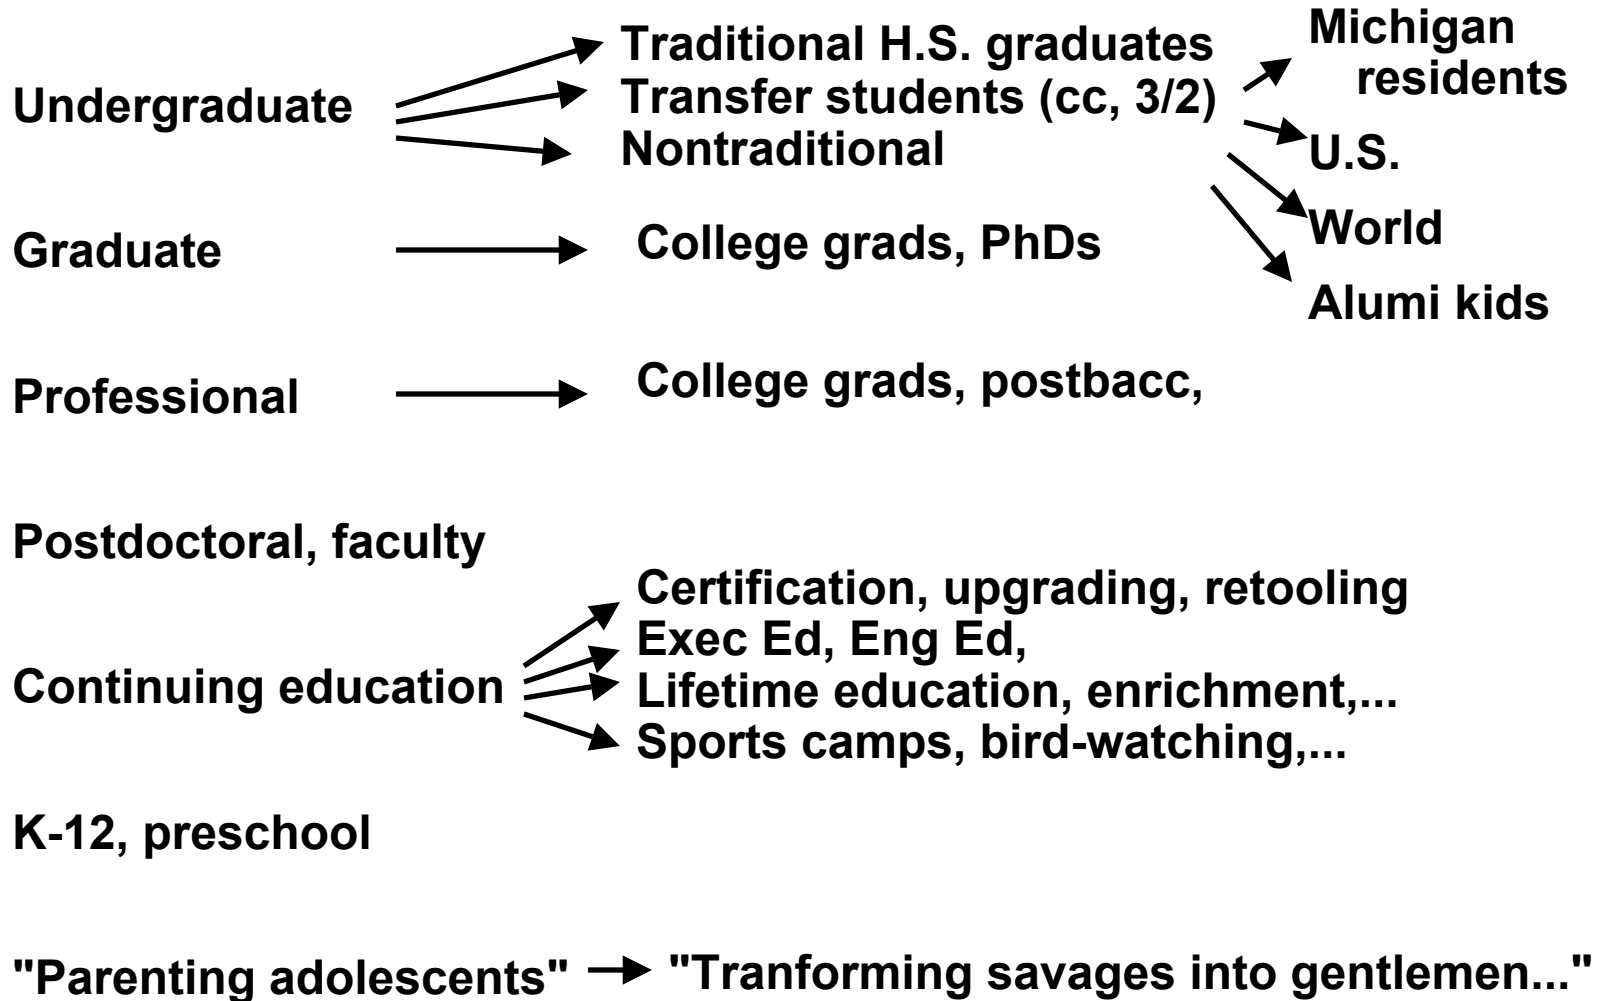 Undergraduate
Traditional H.S. graduates
Transfer students (cc, 3/2)
Nontraditional
Michigan
residents
U.S.
World
Alumi kids
Graduate
College grads, PhDs
Professional
College grads, postbacc,
Postdoctoral, faculty
Continuing education
Certification, upgrading, retooling
Exec Ed, Eng Ed,
Lifetime education, enrichment,...
Sports camps, bird-watching,...
K-12, preschool
"Parenting adolescents"
"Tranforming savages into gentlemen..."